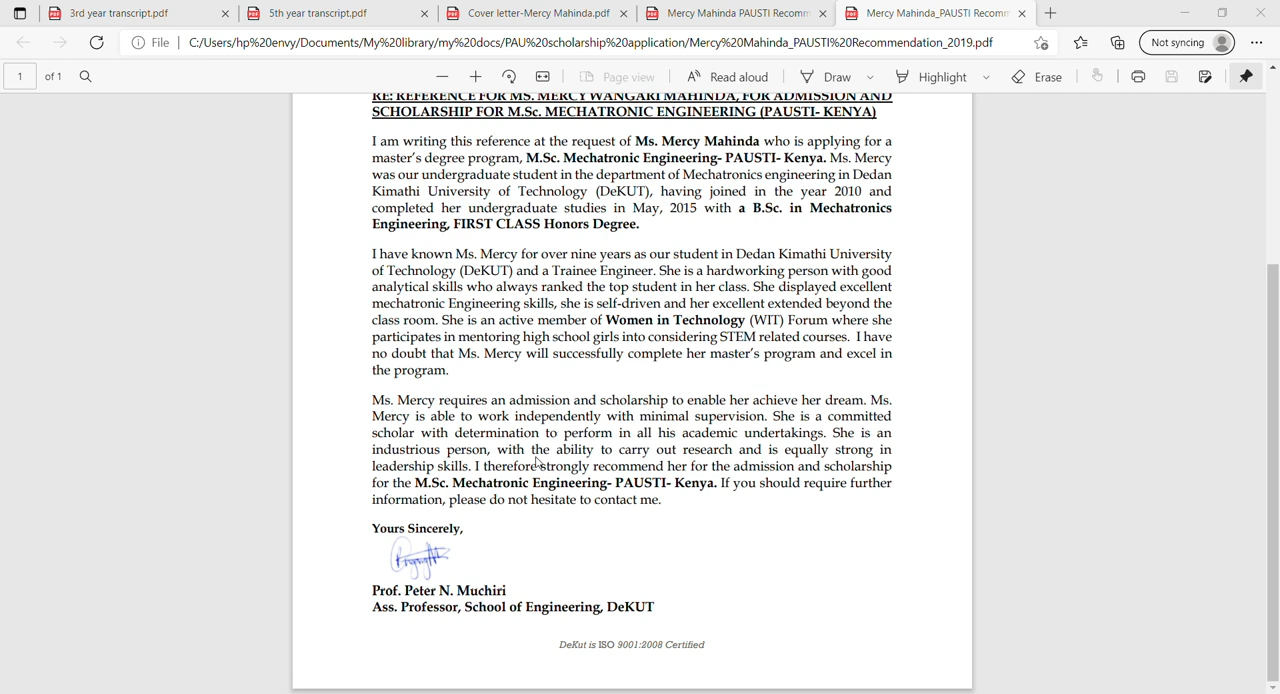 3rd year transcript.pdf
5th year transcript.pdf
Cover letter-Mercy Mahinda.pdf
Mercy Mahinda PAUSTI Recomm
Mercy Mahinda_PAUSTI Recomm
File
C:/Users/hp%20envy/Documents/My%20library/my%20docs/PAU%20scholarship%20application/Mercy%20Mahinda_PAUSTI%20Recommendation_2019.pdf
Not syncing
1 of 1
Page view
Read aloud
Draw
Highlight
Erase
RE: REFERENCE FOR MS. MERCY WANGARI MAHINDA, FOR ADMISSION AND
SCHOLARSHIP FOR M.Sc. MECHATRONIC ENGINEERING (PAUSTI- KENYA)
I am writing this reference at the request of Ms. Mercy Mahinda who is applying for a
master's degree program, M.Sc. Mechatronic Engineering- PAUSTI- Kenya. Ms. Mercy
was our undergraduate student in the department of Mechatronics engineering in Dedan
Kimathi University of Technology (DeKUT), having joined in the year 2010 and
completed her undergraduate studies in May, 2015 with a B.Sc. in Mechatronics
Engineering, FIRST CLASS Honors Degree.
I have known Ms. Mercy for over nine years as our student in Dedan Kimathi University
of Technology (DeKUT) and a Trainee Engineer. She is a hardworking person with good
analytical skills who always ranked the top student in her class. She displayed excellent
mechatronic Engineering skills, she is self-driven and her excellent extended beyond the
class room. She is an active member of Women in Technology (WIT) Forum where she
participates in mentoring high school girls into considering STEM related courses. I have
no doubt that Ms. Mercy will successfully complete her master's program and excel in
the program.
Ms. Mercy requires an admission and scholarship to enable her achieve her dream. Ms.
Mercy is able to work independently with minimal supervision. She is a committed
scholar with determination to perform in all his academic undertakings. She is an
industrious person, with the ability to carry out research and is equally strong in
leadership skills. I therefore strongly recommend her for the admission and scholarship
for the M.Sc. Mechatronic Engineering- PAUSTI- Kenya. If you should require further
information, please do not hesitate to contact me.
Yours Sincerely,
Prof. Peter N. Muchiri
Ass. Professor, School of Engineering, DeKUT
DeKut is ISO 9001:2008 Certified